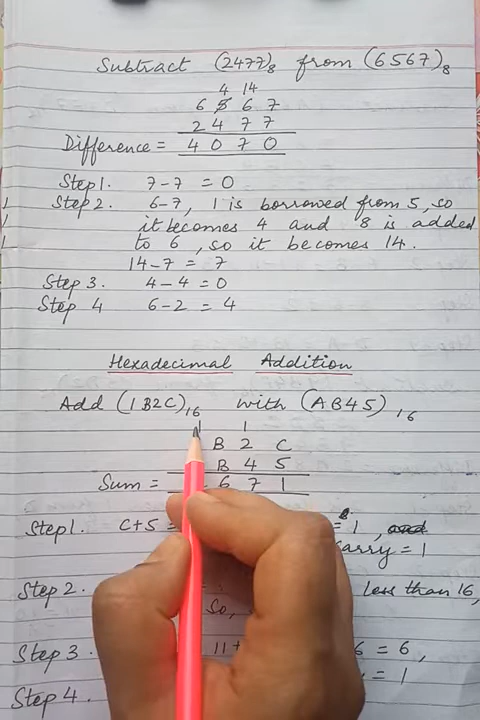 Subtract (2477)8 from (6567)8
4 14
6 5 6 7
2 4 7 7
Difference = 4 0 7 0
Step 1. 7-7 = 0
Step 2. 6-7, 1 is borrowed from 5, so
it becomes 4 and 8 is added
to 6, so it becomes 14.
14-7 = 7
Step 3. 4-4 = 0
Step 4 6-2 = 4
Hexadecimal Addition
Add (1B2C)16 with (AB45)16
1 1
B 2 C
B 4 5
Sum = 6 7 1
Step 1. C+5 = = 1, and
carry = 1
Step 2. less than 16,
So,
Step 3 11+ 6 = 6,
= 1
Step 4.